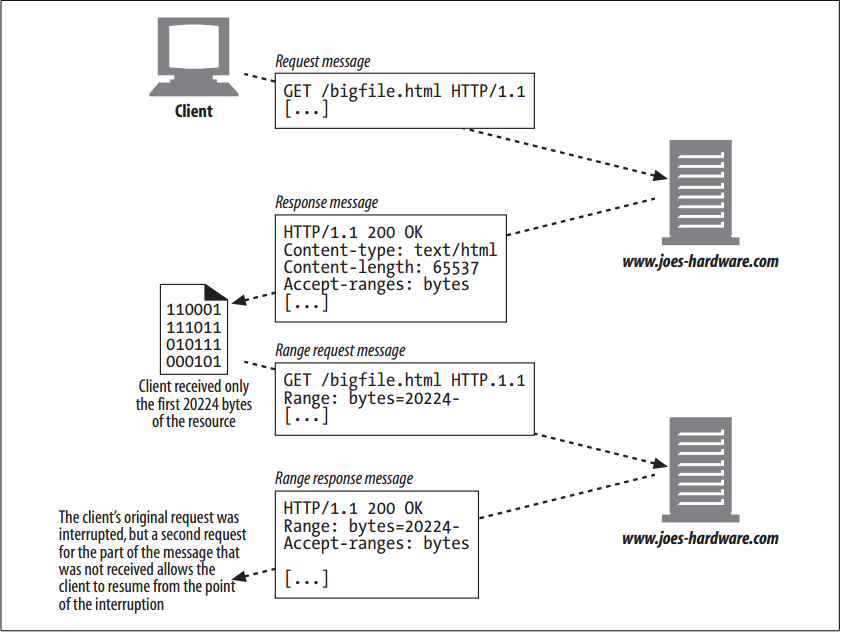 Request message
GET /bigfile.html HTTP/1.1
[...]
Client
Response message
HTTP/1.1 200 OK
Content-type: text/html
Content-length: 65537
Accept-ranges: bytes
[...]
www.joes-hardware.com
110001
111011
010111
000101
Client received only
the first 20224 bytes
of the resource
Range request message
GET /bigfile.html HTTP.1.1
Range: bytes=20224-
[...]
Range response message
HTTP/1.1 200 OK
Range: bytes=20224-
Accept-ranges: bytes
[...]
www.joes-hardware.com
The client's original request was
interrupted, but a second request
for the part of the message that
was not received allows the
client to resume from the point
of the interruption